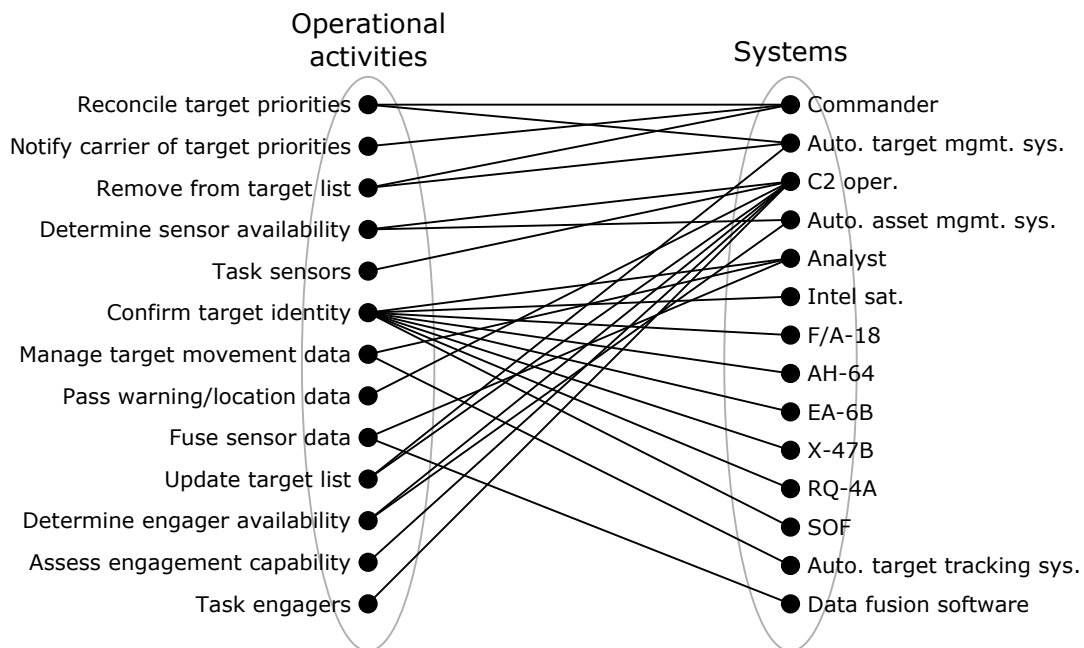 Operational
activities
Systems
Reconcile target priorities
Notify carrier of target priorities
Remove from target list
Determine sensor availability
Task sensors
Confirm target identity
Manage target movement data
Pass warning/location data
Fuse sensor data
Update target list
Determine engager availability
Assess engagement capability
Task engagers
Commander
Auto. target mgmt. sys.
C2 oper.
Auto. asset mgmt. sys.
Analyst
Intel sat.
F/A-18
AH-64
EA-6B
X-47B
RQ-4A
SOF
Auto. target tracking sys.
Data fusion software